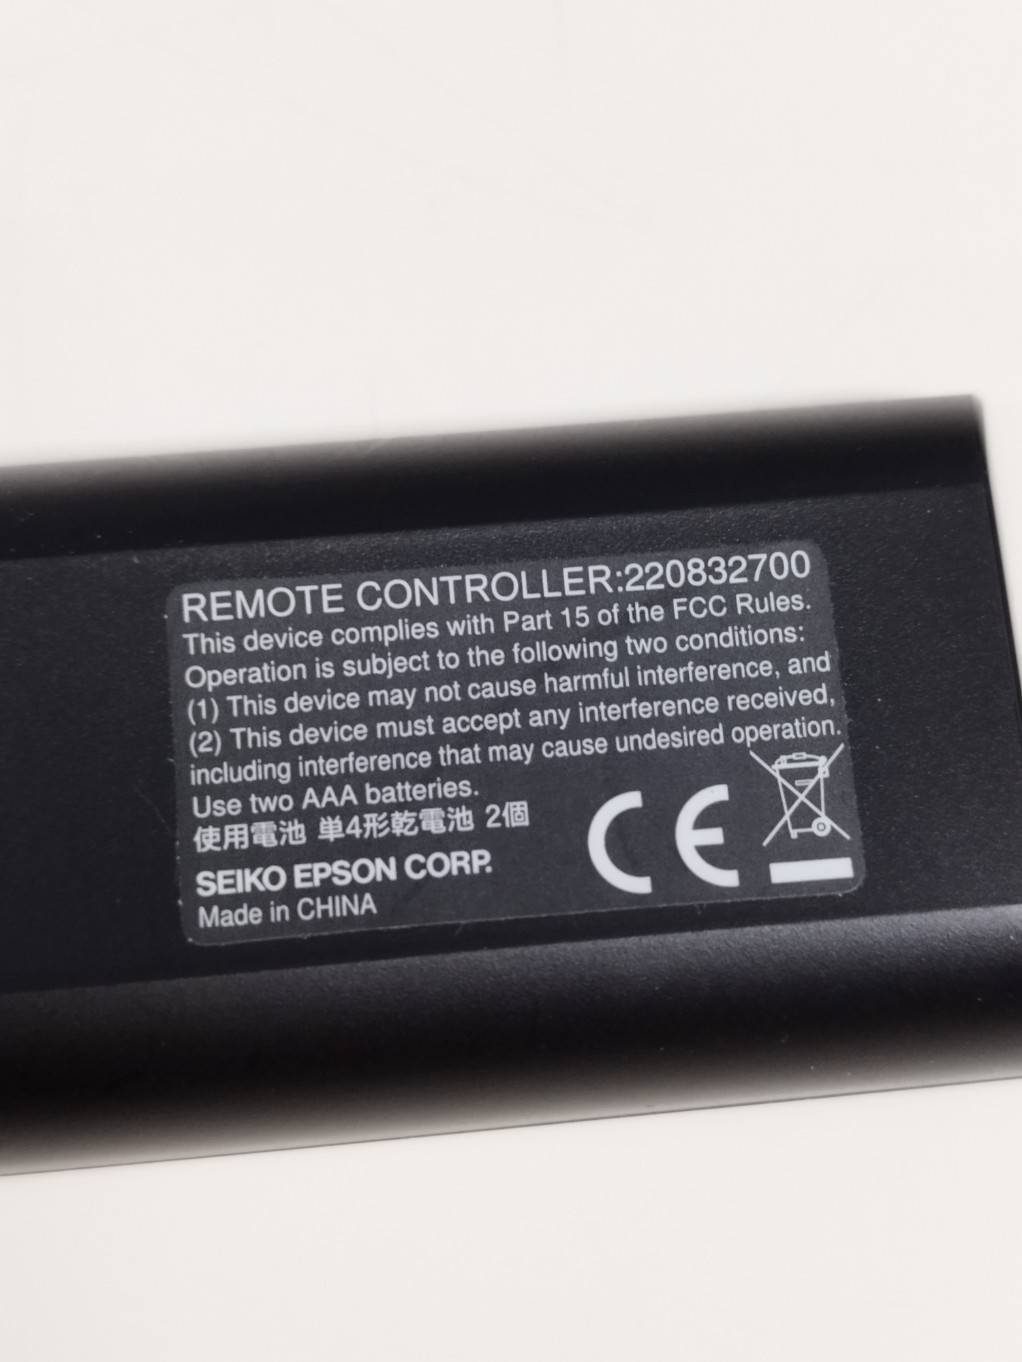 REMOTE CONTROLLER:220832700
This device complies with Part 15 of the FCC Rules.
Operation is subject to the following two conditions:
(1) This device may not cause harmful interference, and
(2) This device must accept any interference received,
including interference that may cause undesired operation.
Use two AAA batteries.
使用電池 単4形乾電池 2個
SEIKO EPSON CORP.
Made in CHINA
CE